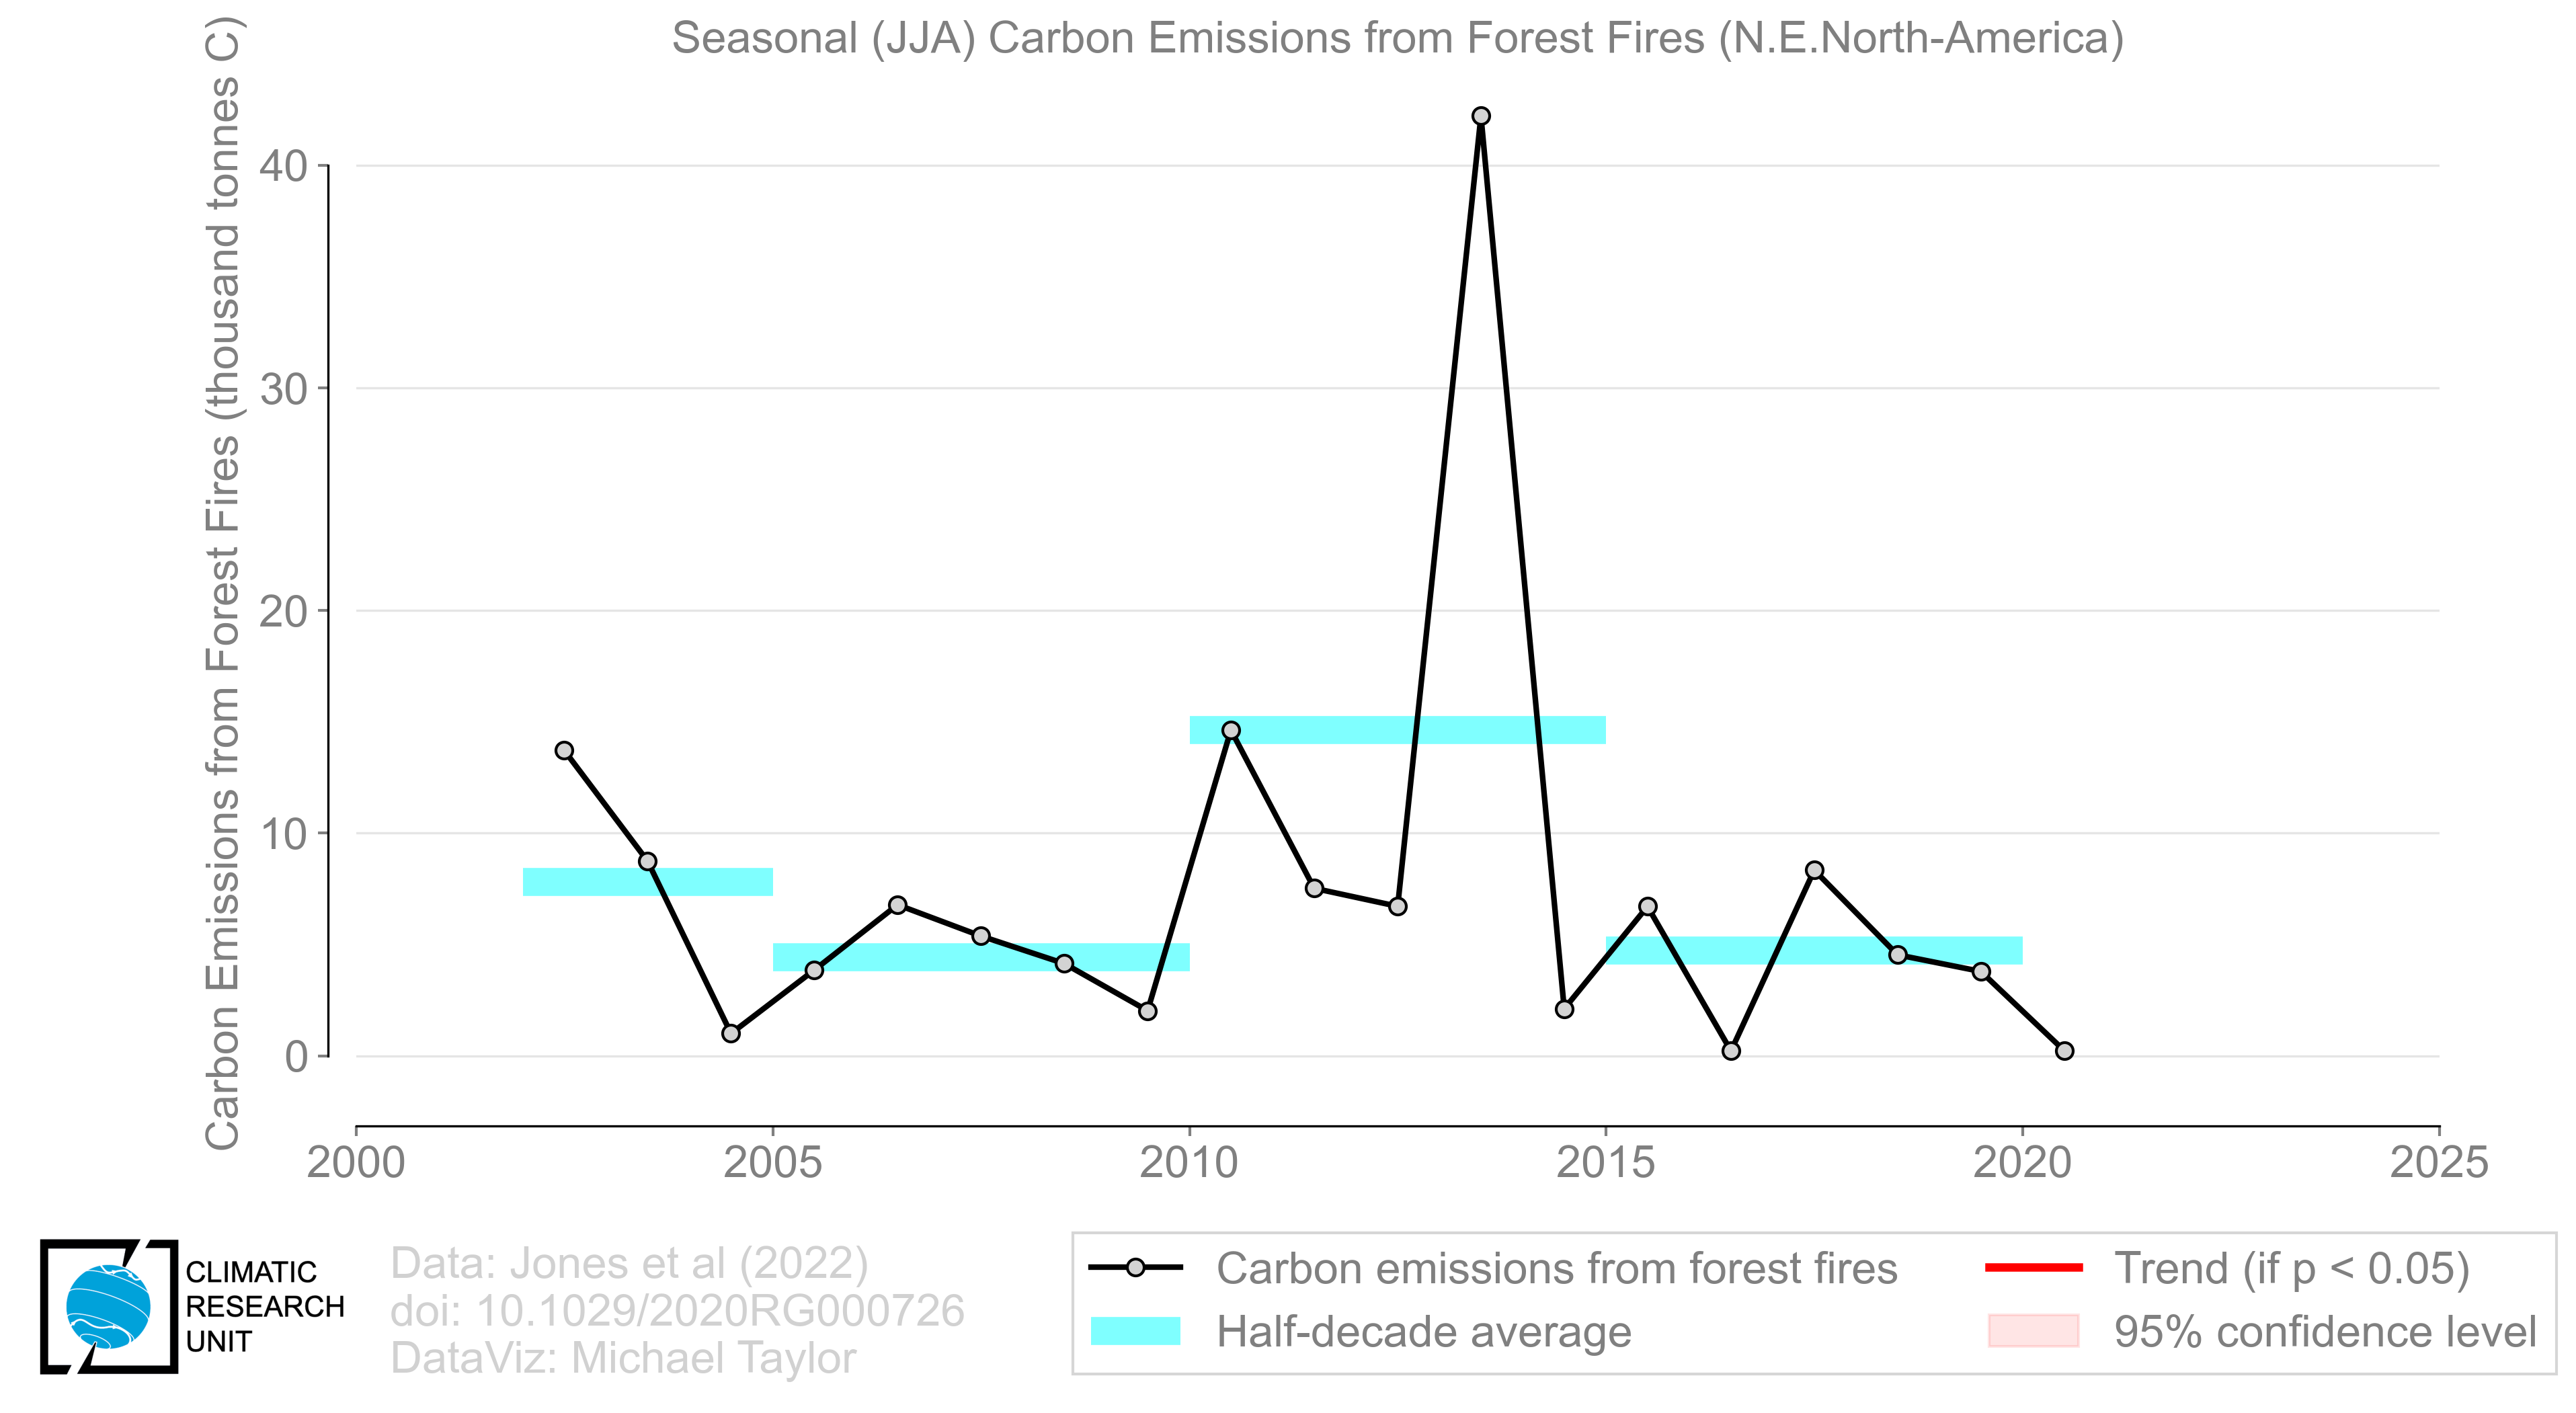 Seasonal (JJA) Carbon Emissions from Forest Fires (N.E.North-America)
Carbon Emissions from Forest Fires (thousand tonnes C)
40
30
20
10
0
2000
2005
2010
2015
2020
2025
CLIMATIC
RESEARCH
UNIT
Data: Jones et al (2022)
doi: 10.1029/2020RG000726
DataViz: Michael Taylor
Carbon emissions from forest fires
Half-decade average
Trend (if p < 0.05)
95% confidence level